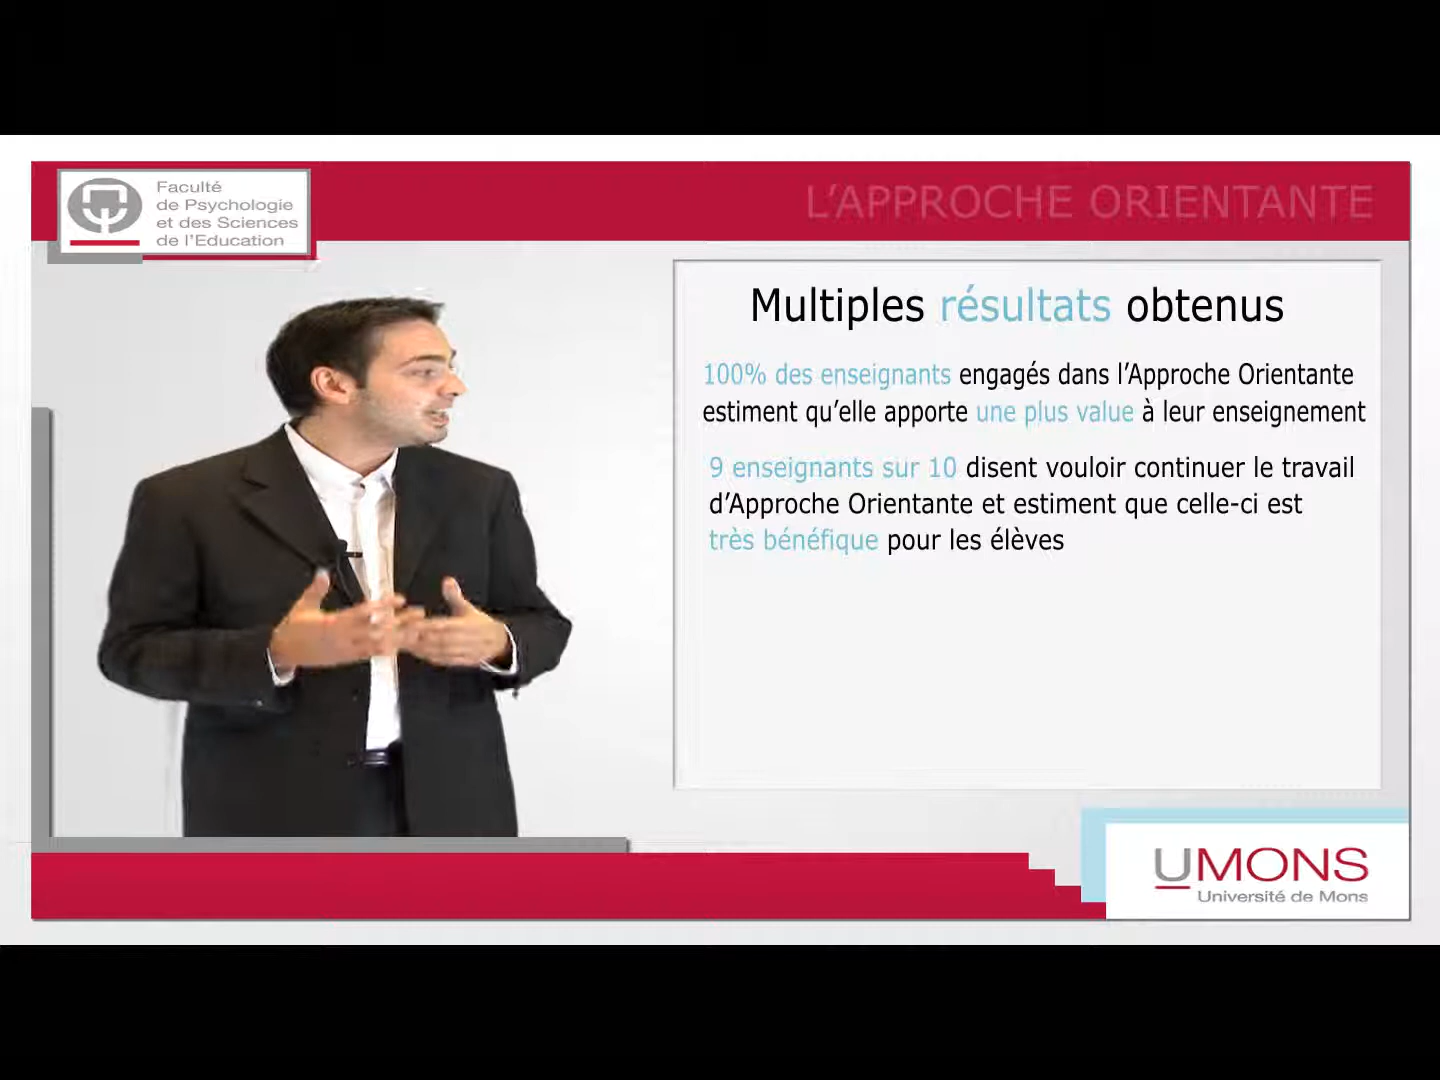 Faculté
de Psychologie
et des Sciences
de l'Education
L'APPROCHE ORIENTANTE
Multiples résultats obtenus
100% des enseignants engagés dans l'Approche Orientante
estiment qu'elle apporte une plus value à leur enseignement
9 enseignants sur 10 disent vouloir continuer le travail
d'Approche Orientante et estiment que celle-ci est
très bénéfique pour les élèves
UMONS
Université de Mons